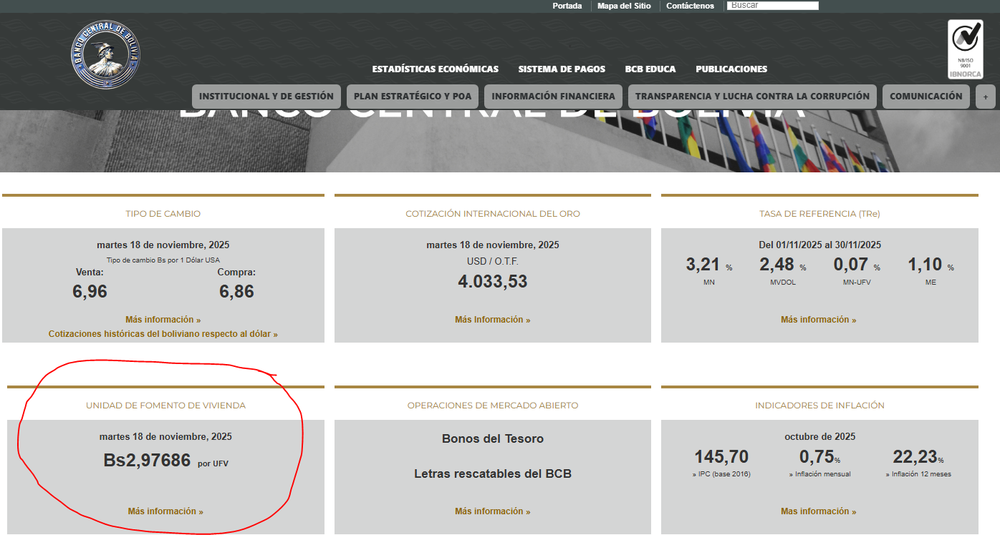 Portada Mapa del Sitio Contáctenos Buscar
BANCO CENTRAL DE BOLIVIA
NB/ISO
9001
IBNORCA
ESTADÍSTICAS ECONÓMICAS SISTEMA DE PAGOS BCB EDUCA PUBLICACIONES
INSTITUCIONAL Y DE GESTIÓN PLAN ESTRATÉGICO Y POA INFORMACIÓN FINANCIERA TRANSPARENCIA Y LUCHA CONTRA LA CORRUPCIÓN COMUNICACIÓN +
BANCO CENTRAL DE BOLIVIA
TIPO DE CAMBIO
martes 18 de noviembre, 2025
Tipo de cambio Bs por 1 Dólar USA
Venta: Compra:
6,96 6,86
Más información »
Cotizaciones históricas del boliviano respecto al dólar »
COTIZACIÓN INTERNACIONAL DEL ORO
martes 18 de noviembre, 2025
USD / O.T.F.
4.033,53
Más Información »
TASA DE REFERENCIA (TRe)
Del 01/11/2025 al 30/11/2025
3,21 % 2,48 % 0,07 % 1,10 %
MN MVDOL MN-UFV ME
Más información »
UNIDAD DE FOMENTO DE VIVIENDA
martes 18 de noviembre, 2025
Bs2,97686 por UFV
Más información »
OPERACIONES DE MERCADO ABIERTO
Bonos del Tesoro
Letras rescatables del BCB
Más información »
INDICADORES DE INFLACIÓN
octubre de 2025
145,70 0,75% 22,23%
» IPC (base 2016) » Inflación mensual » Inflación 12 meses
Mas información »